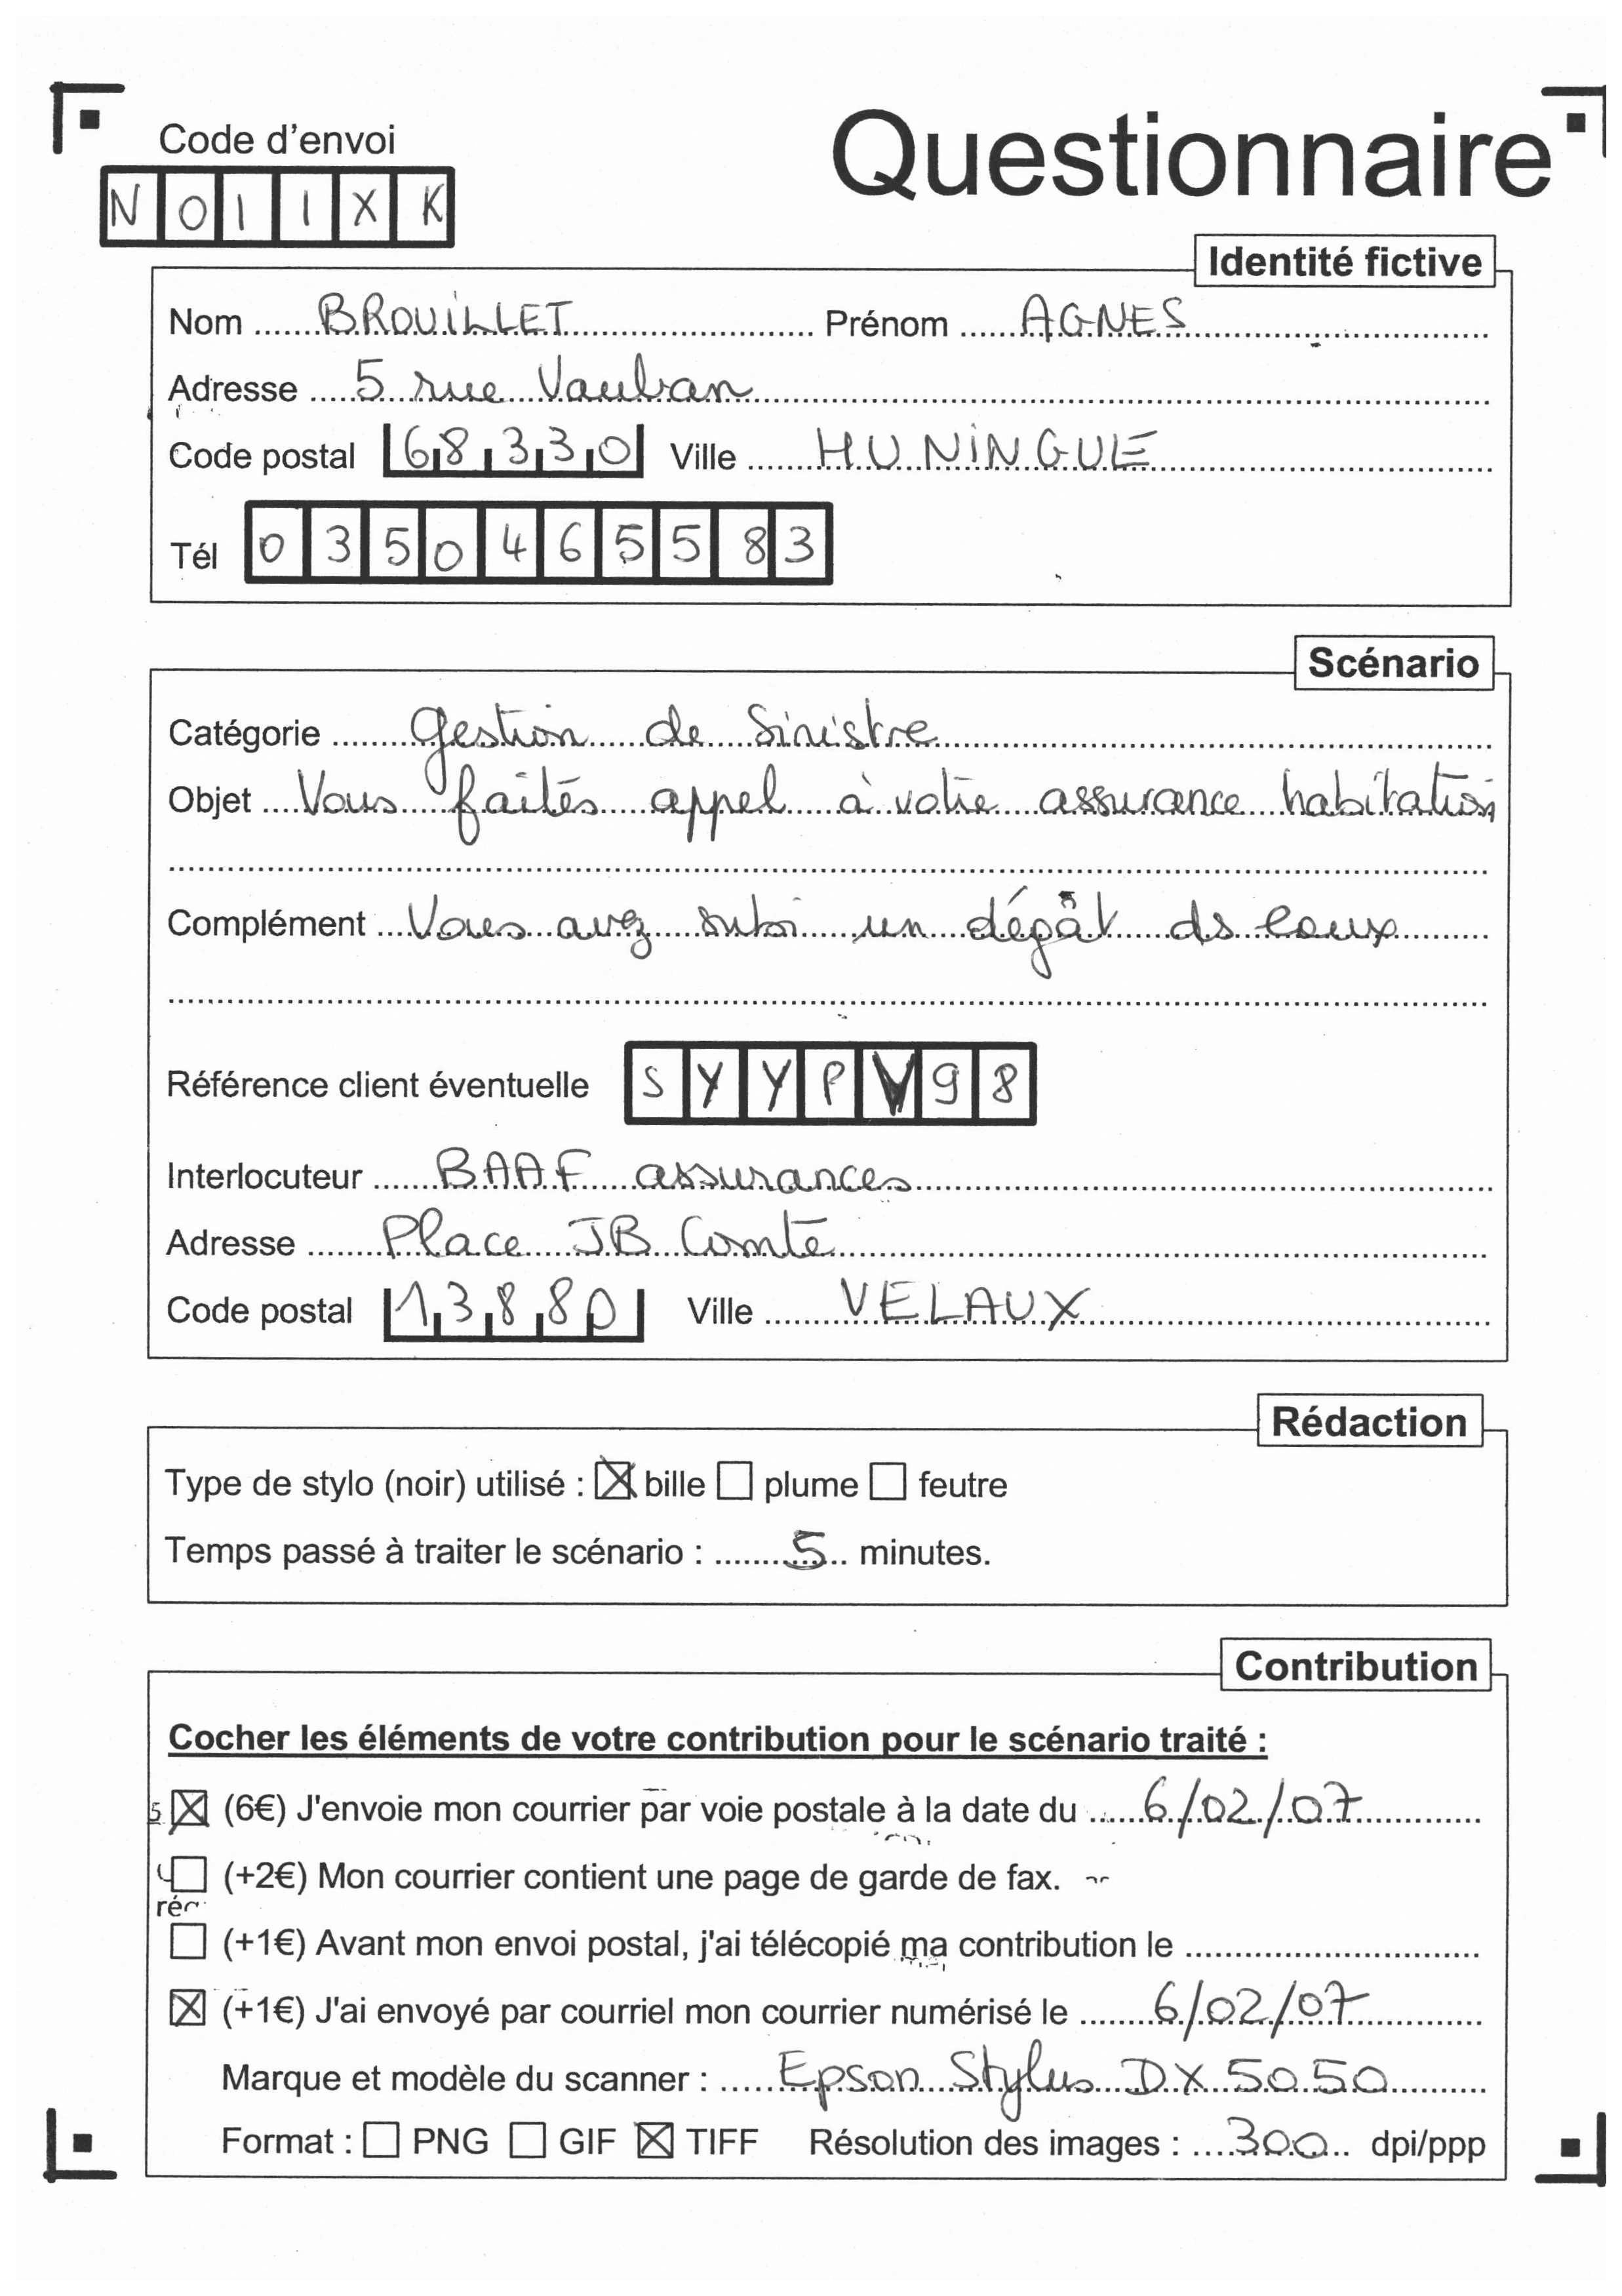 Code d'envoi
Questionnaire
N O I I X K
Identité fictive
Nom BROUILLET Prénom AGNES
Adresse 5 rue Vauban
Code postal 68330 Ville HUNINGUE
Tél 0350465583
Scénario
Catégorie Gestion de Sinistre
Objet Vous faites appel à votre assurance habitation
Complément Vous avez subi un dégât ds eaux
Référence client éventuelle SYYPV98
Interlocuteur BAAF assurances
Adresse Place JB Comte
Code postal 13880 Ville VELAUX
Rédaction
Type de stylo (noir) utilisé : bille plume feutre
Temps passé à traiter le scénario : 5 minutes.
Contribution
Cocher les éléments de votre contribution pour le scénario traité :
(6€) J'envoie mon courrier par voie postale à la date du 6/02/07
(+2€) Mon courrier contient une page de garde de fax.
(+1€) Avant mon envoi postal, j'ai télécopié ma contribution le
(+1€) J'ai envoyé par courriel mon courrier numérisé le 6/02/07
Marque et modèle du scanner : Epson Stylus DX 5050
Format : PNG GIF TIFF Résolution des images : 300 dpi/ppp